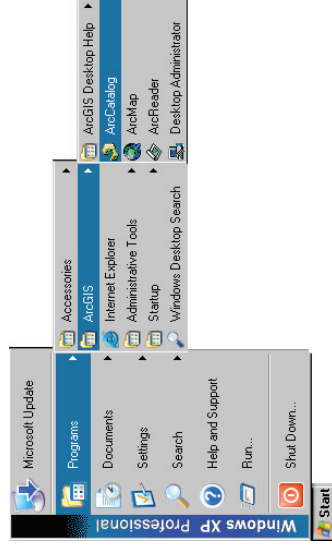 Microsoft Update
Programs
Documents
Settings
Search
Help and Support
Run...
Shut Down...
Windows XP Professional
Start
Accessories
ArcGIS
Internet Explorer
Administrative Tools
Startup
Windows Desktop Search
ArcGIS Desktop Help
ArcCatalog
ArcMap
ArcReader
Desktop Administrator